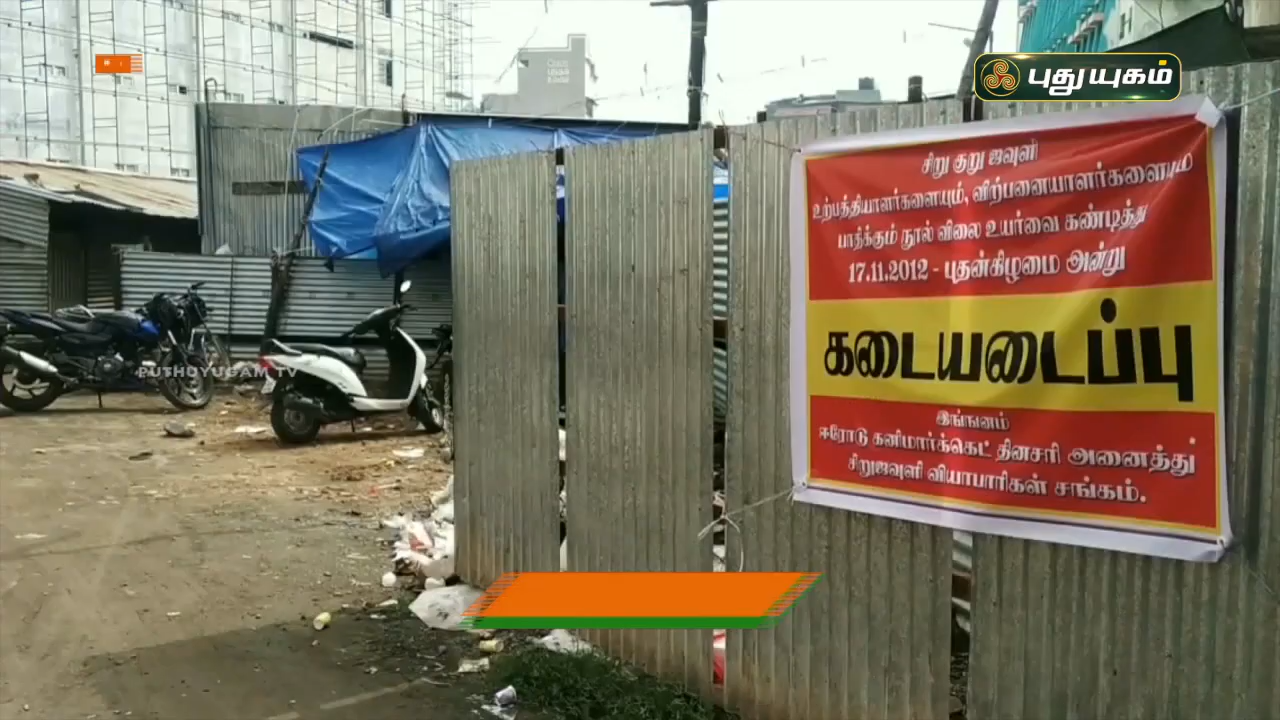 புதுயுகம்
சிறு குறு ஜவுளி
உற்பத்தியாளர்களையும், விற்பனையாளர்களையும்
பாதிக்கும் நூல் விலை உயர்வை கண்டித்து
17.11.2012 - புதன்கிழமை அன்று
கடையடைப்பு
இங்ஙனம்
ஈரோடு கனிமார்க்கெட் தினசரி அனைத்து
சிறுஜவுளி வியாபாரிகள் சங்கம்.
PUTHUYUGAM TV